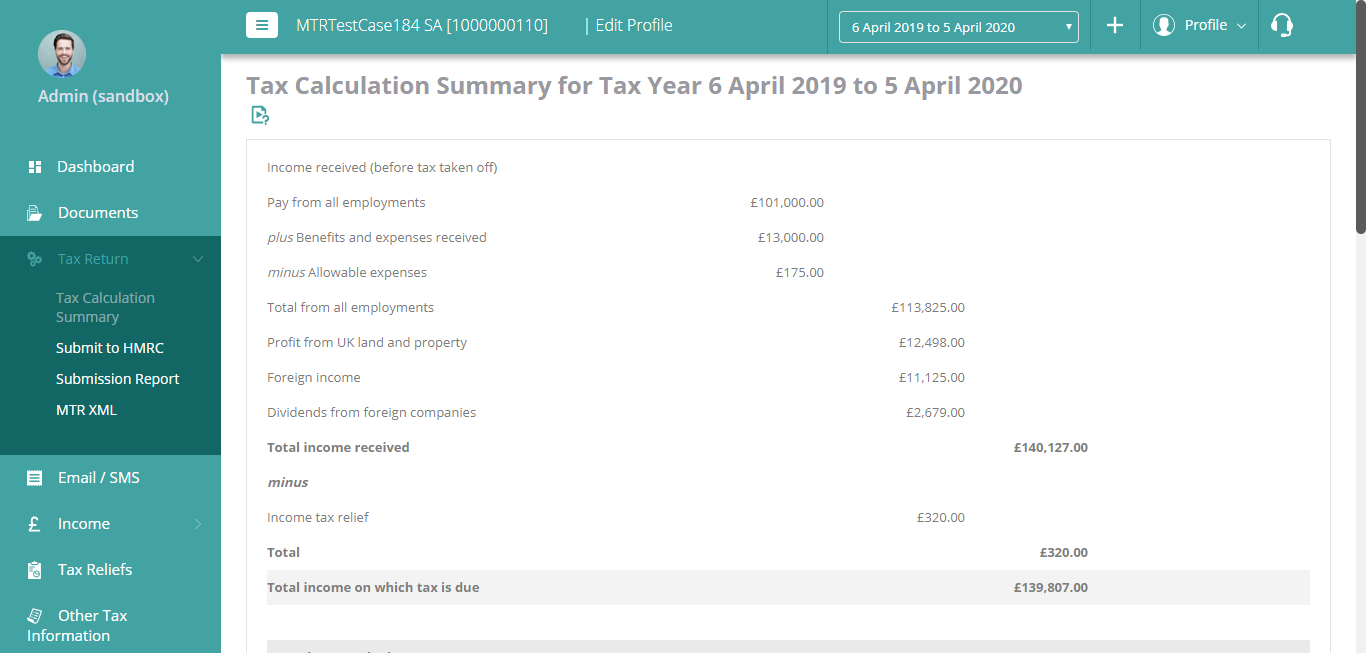 MTRTestCase184 SA [1000000110] | Edit Profile 6 April 2019 to 5 April 2020 Profile
Admin (sandbox)
Dashboard
Documents
Tax Return
Tax Calculation
Summary
Submit to HMRC
Submission Report
MTR XML
Email / SMS
£ Income
Tax Reliefs
Other Tax
Information
Tax Calculation Summary for Tax Year 6 April 2019 to 5 April 2020
Income received (before tax taken off)
Pay from all employments £101,000.00
plus Benefits and expenses received £13,000.00
minus Allowable expenses £175.00
Total from all employments £113,825.00
Profit from UK land and property £12,498.00
Foreign income £11,125.00
Dividends from foreign companies £2,679.00
Total income received £140,127.00
minus
Income tax relief £320.00
Total £320.00
Total income on which tax is due £139,807.00